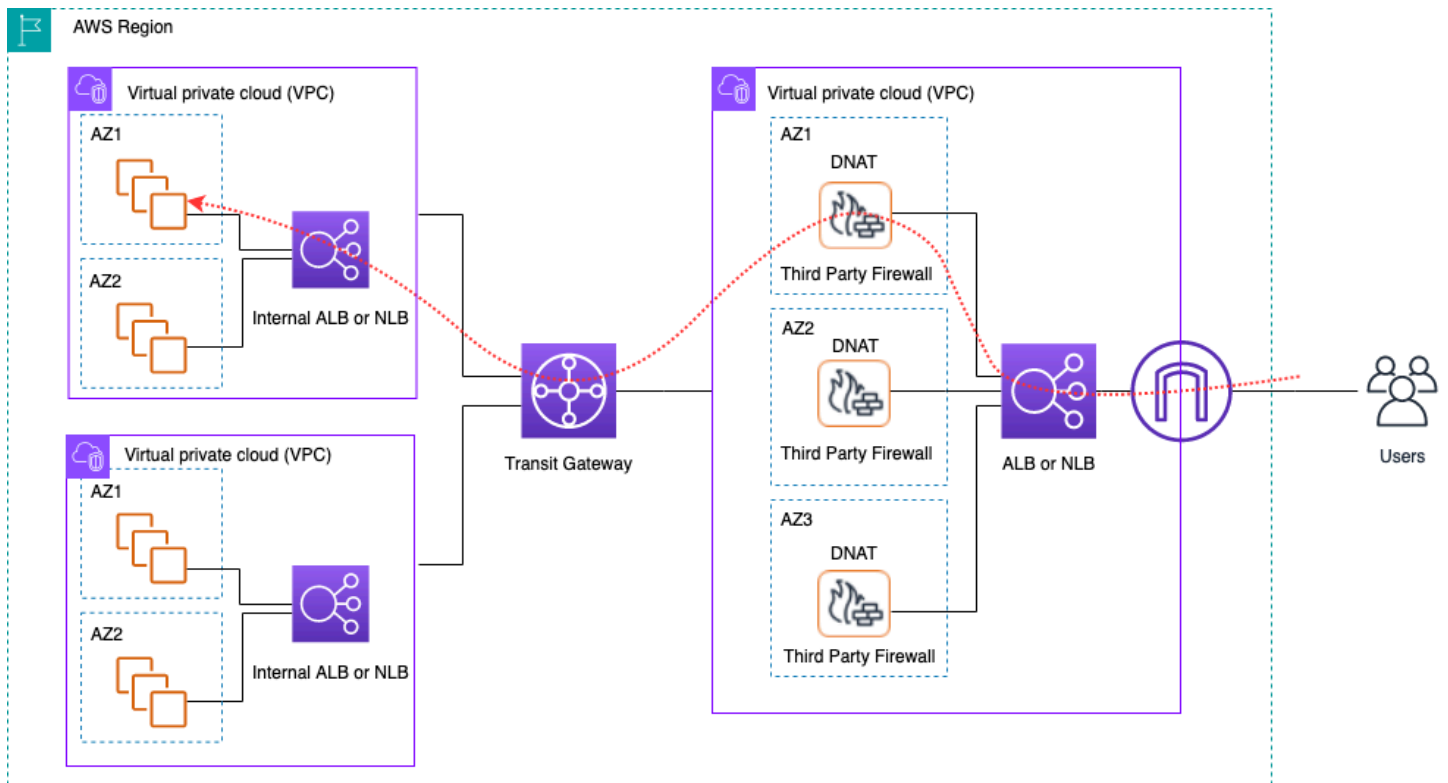 AWS Region
Virtual private cloud (VPC)
AZ1
AZ2
Internal ALB or NLB
Virtual private cloud (VPC)
AZ1
AZ2
Internal ALB or NLB
Transit Gateway
Virtual private cloud (VPC)
AZ1
DNAT
Third Party Firewall
AZ2
DNAT
Third Party Firewall
AZ3
DNAT
Third Party Firewall
ALB or NLB
Users